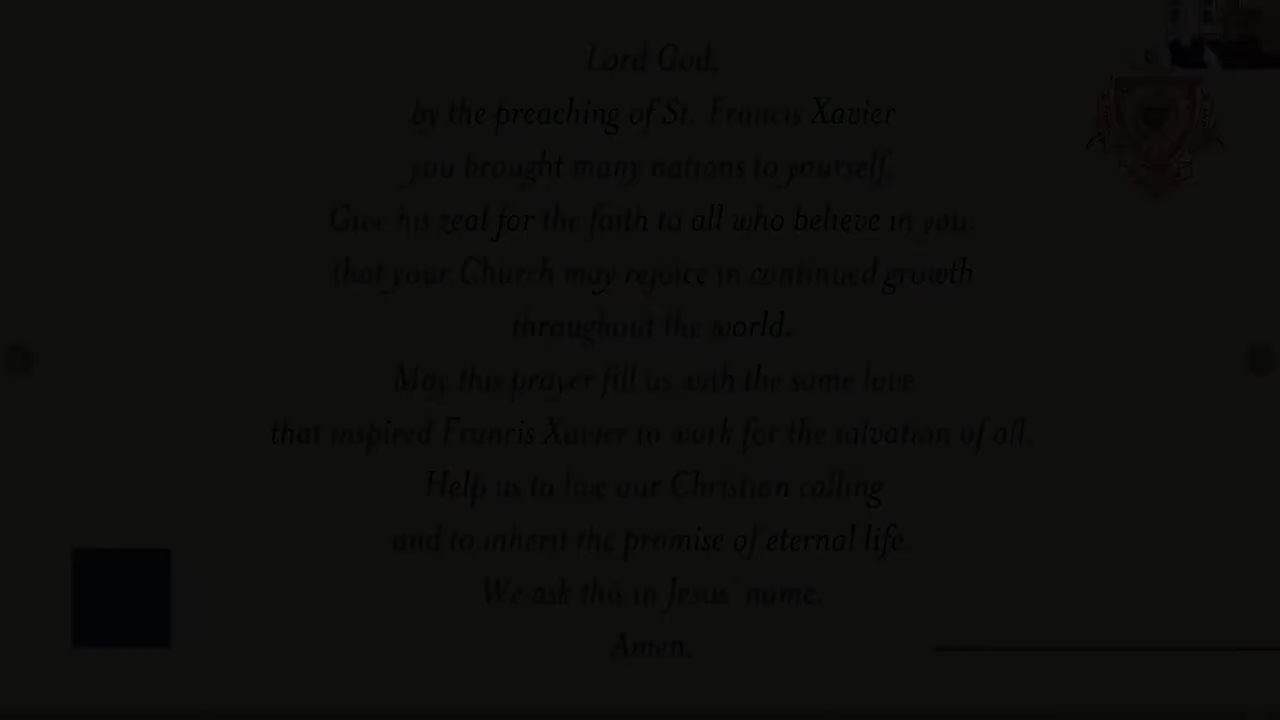 Lord God,
by the preaching of St. Francis Xavier
you brought many nations to yourself.
Give his zeal for the faith to all who believe in you,
that your Church may rejoice in continued growth
throughout the world.
May this prayer fill us with the same love
that inspired Francis Xavier to work for the salvation of all.
Help us to live our Christian calling
and to inherit the promise of eternal life.
We ask this in Jesus' name.
Amen.